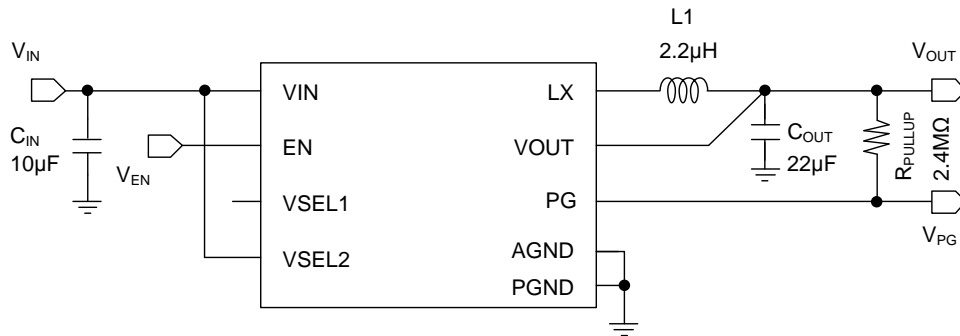 L1
2.2µH
VIN
VOUT
VIN
LX
CIN
10µF
EN
VOUT
COUT
22µF
RPULLUP
2.4MΩ
VEN
VSEL1
PG
VPG
VSEL2
AGND
PGND